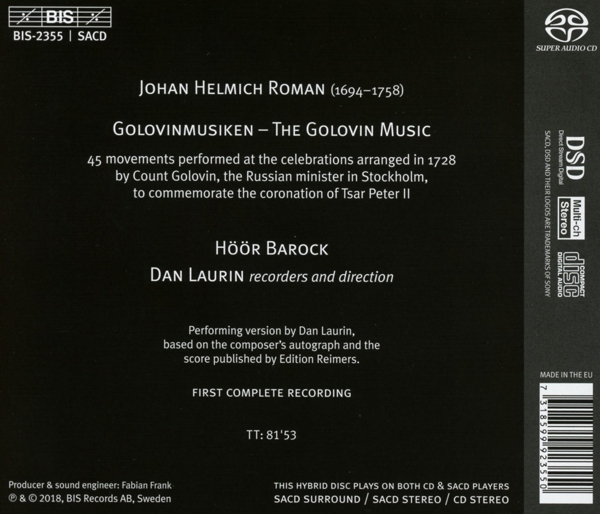 BIS
BIS-2355 | SACD
JOHAN HELMICH ROMAN (1694–1758)
GOLOVINMUSIKEN – THE GOLOVIN MUSIC
45 movements performed at the celebrations arranged in 1728
by Count Golovin, the Russian minister in Stockholm,
to commemorate the coronation of Tsar Peter II
HÖÖR BAROCK
DAN LAURIN recorders and direction
Performing version by Dan Laurin,
based on the composer's autograph and the
score published by Edition Reimers.
FIRST COMPLETE RECORDING
TT: 81'53
Producer & sound engineer: Fabian Frank
℗ & © 2018, BIS Records AB, Sweden
THIS HYBRID DISC PLAYS ON BOTH CD & SACD PLAYERS
SACD SURROUND / SACD STEREO / CD STEREO
SUPER AUDIO CD
DSD
Direct Stream Digital
Multi-ch
Stereo
COMPACT
disc
DIGITAL AUDIO
SACD, DSD AND THEIR LOGOS ARE TRADEMARKS OF SONY
MADE IN THE EU
7 318599 923550